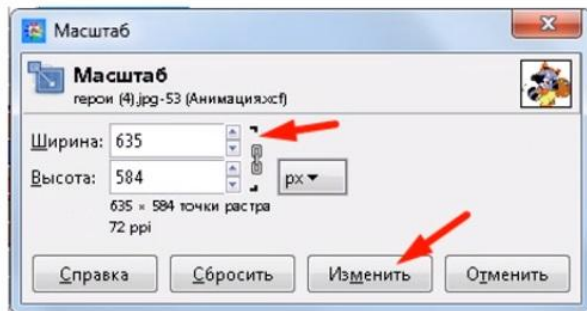 Масштаб
Масштаб
герои (4).jpg-53 (Анимация.xcf)
Ширина: 635
Высота: 584 px
635 × 584 точки растра
72 ppi
Справка Сбросить Изменить Отменить